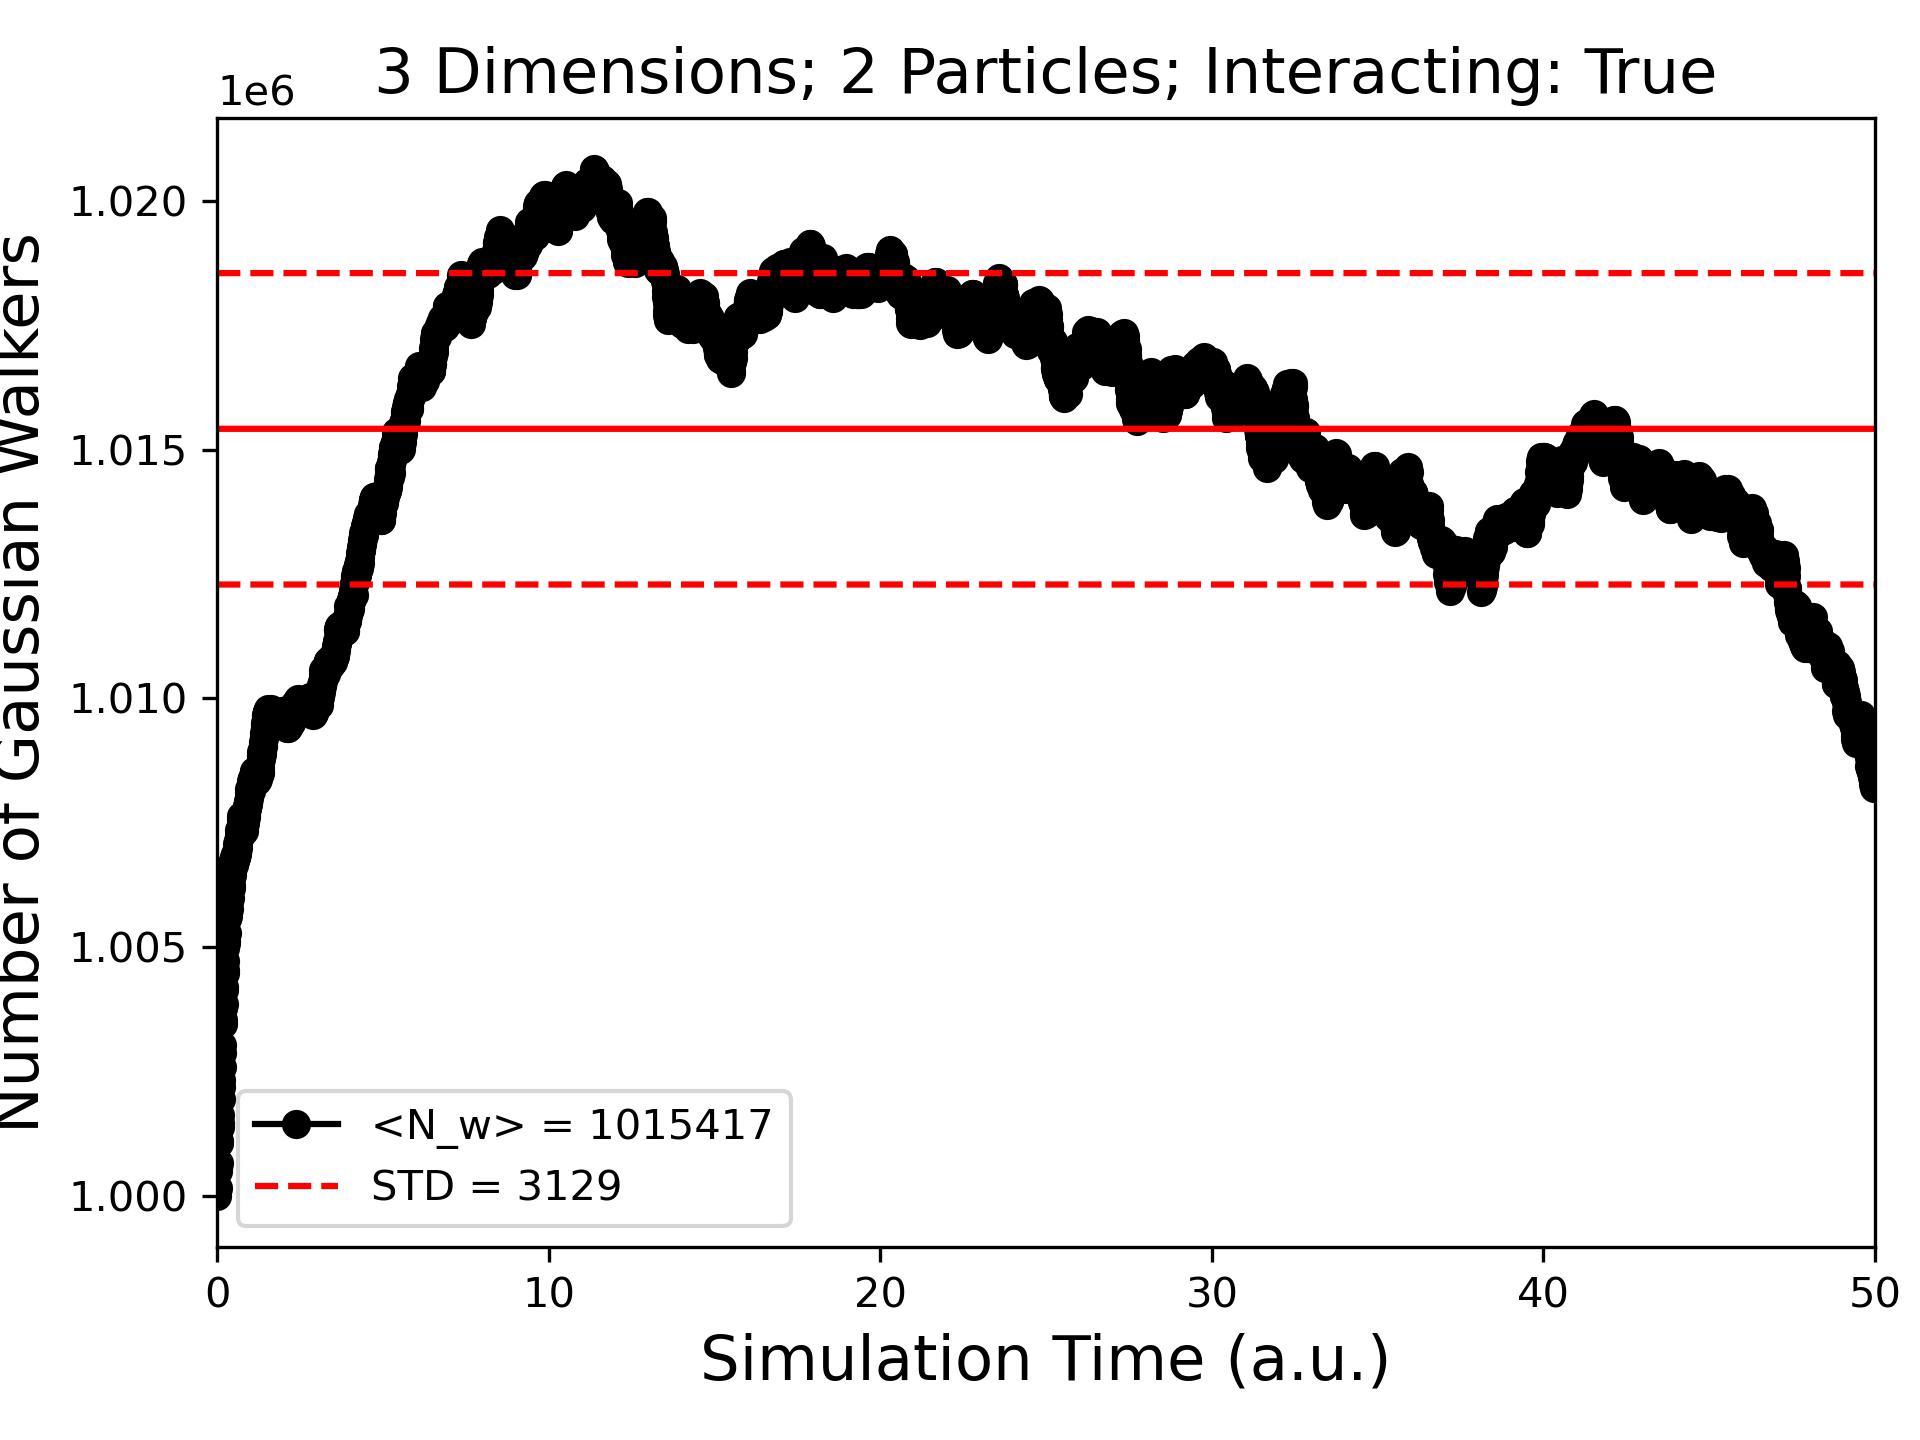 3 Dimensions; 2 Particles; Interacting: True
1e6
Number of Gaussian Walkers
1.020
1.015
1.010
1.005
1.000
<N_w> = 1015417
STD = 3129
0 10 20 30 40 50
Simulation Time (a.u.)